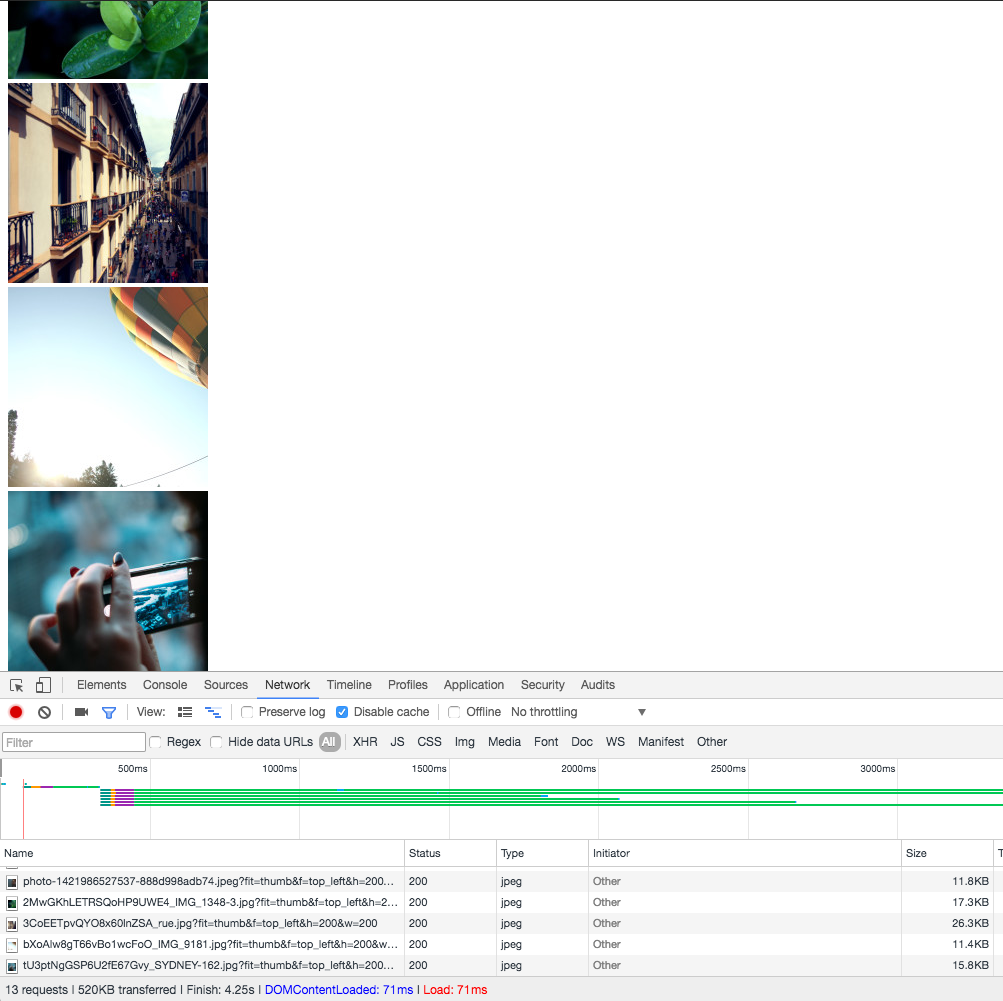 Elements Console Sources Network Timeline Profiles Application Security Audits
View: Preserve log Disable cache Offline No throttling ▼
Filter Regex Hide data URLs All XHR JS CSS Img Media Font Doc WS Manifest Other
500ms 1000ms 1500ms 2000ms 2500ms 3000ms
Name Status Type Initiator Size T
photo-1421986527537-888d998adb74.jpeg?fit=thumb&f=top_left&h=200... 200 jpeg Other 11.8KB
2MwGKhLETRSQoHP9UWE4_IMG_1348-3.jpg?fit=thumb&f=top_left&h=2... 200 jpeg Other 17.3KB
3CoEETpvQYO8x60lnZSA_rue.jpg?fit=thumb&f=top_left&h=200&w=200 200 jpeg Other 26.3KB
bXoAlw8gT66vBo1wcFoO_IMG_9181.jpg?fit=thumb&f=top_left&h=200&w... 200 jpeg Other 11.4KB
tU3ptNgGSP6U2fE67Gvy_SYDNEY-162.jpg?fit=thumb&f=top_left&h=200... 200 jpeg Other 15.8KB
13 requests | 520KB transferred | Finish: 4.25s | DOMContentLoaded: 71ms | Load: 71ms